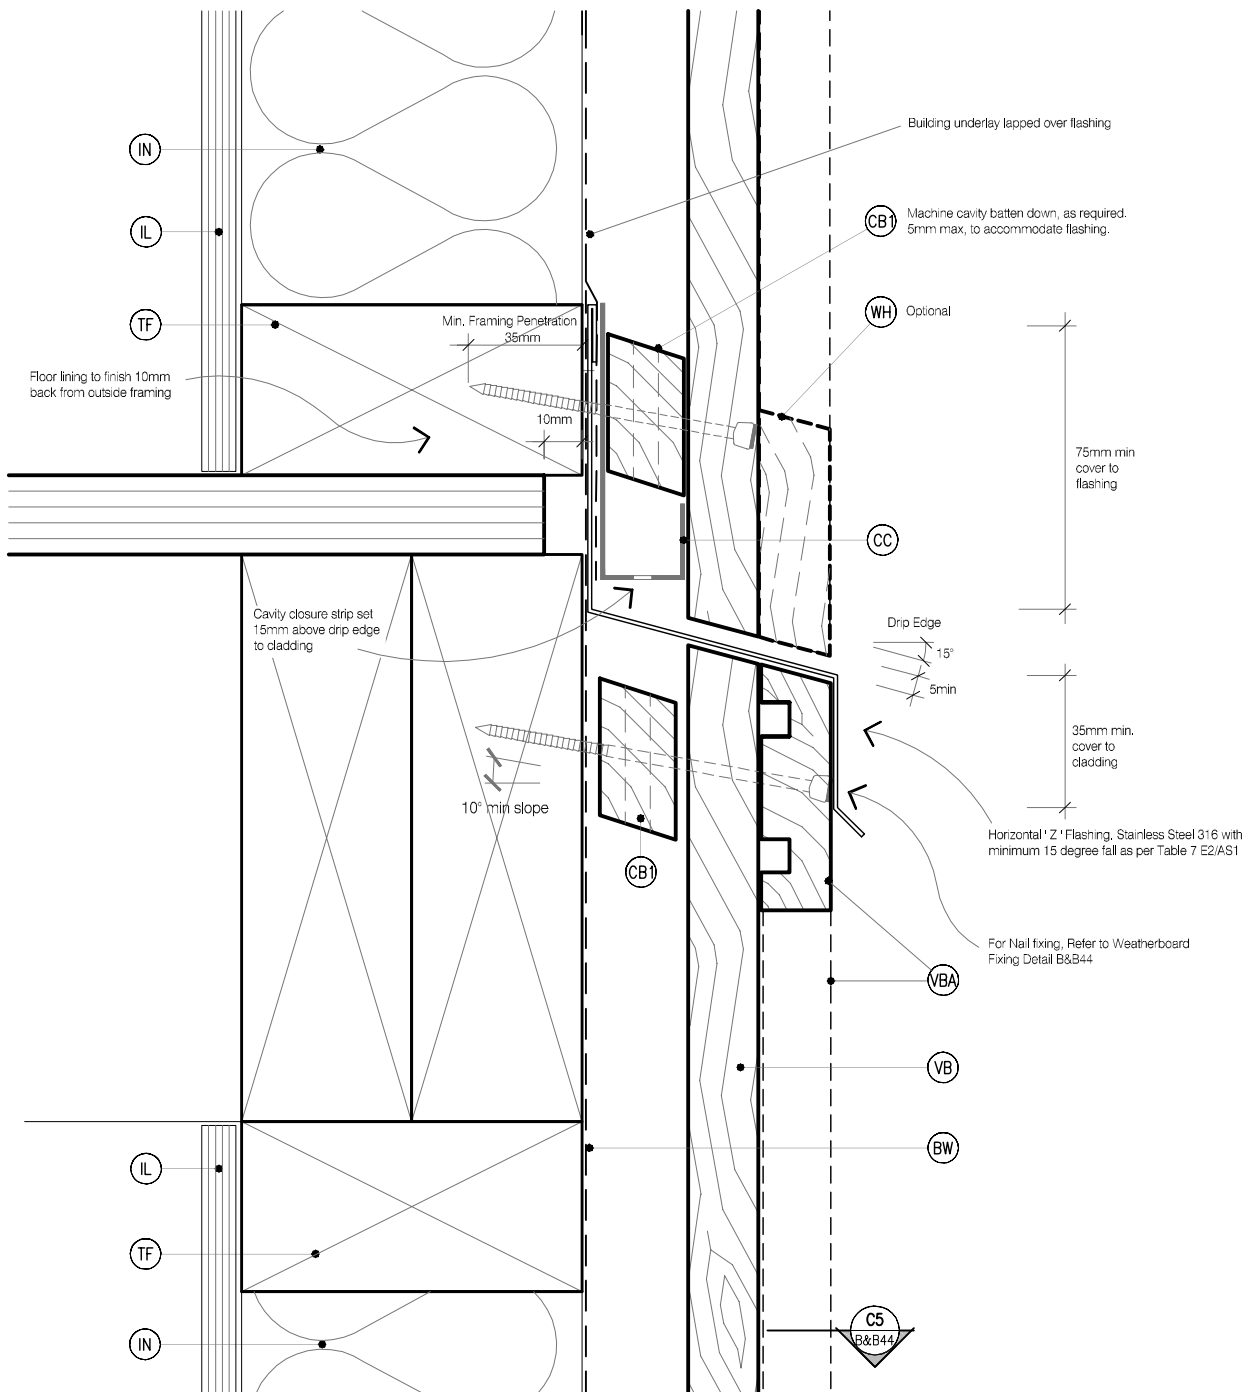 Building underlay lapped over flashing
IN
CB1
Machine cavity batten down, as required.
5mm max, to accommodate flashing.
IL
WH
Optional
TF
Min. Framing Penetration
35mm
Floor lining to finish 10mm
back from outside framing
10mm
75mm min
cover to
flashing
CC
Cavity closure strip set
15mm above drip edge
to cladding
Drip Edge
15°
5min
35mm min.
cover to
cladding
10° min slope
Horizontal ' Z ' Flashing, Stainless Steel 316 with
minimum 15 degree fall as per Table 7 E2/AS1
CB1
For Nail fixing, Refer to Weatherboard
Fixing Detail B&B44
VBA
VB
BW
IL
TF
IN
C5
B&B44